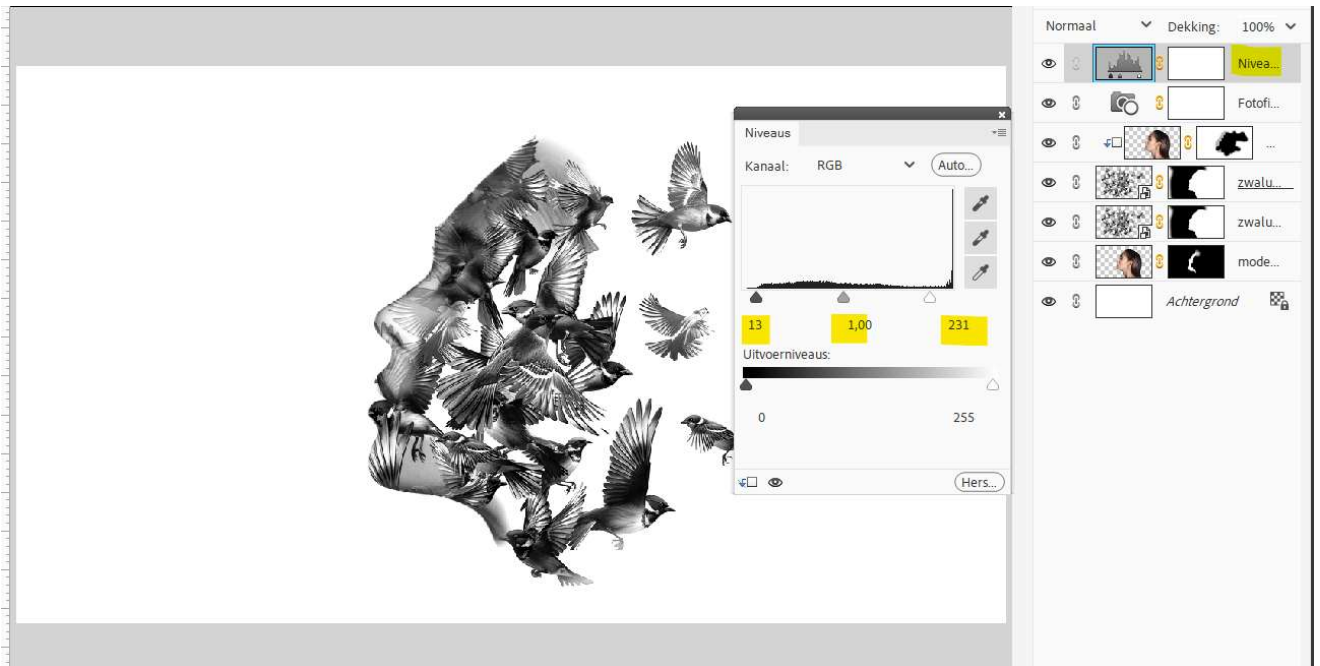 Normaal Dekking: 100%
Nivea...
Fotofi...
...
zwalu...
zwalu...
mode...
Achtergrond
Niveaus
Kanaal: RGB Auto...
13 1,00 231
Uitvoerniveaus:
0 255
Hers...